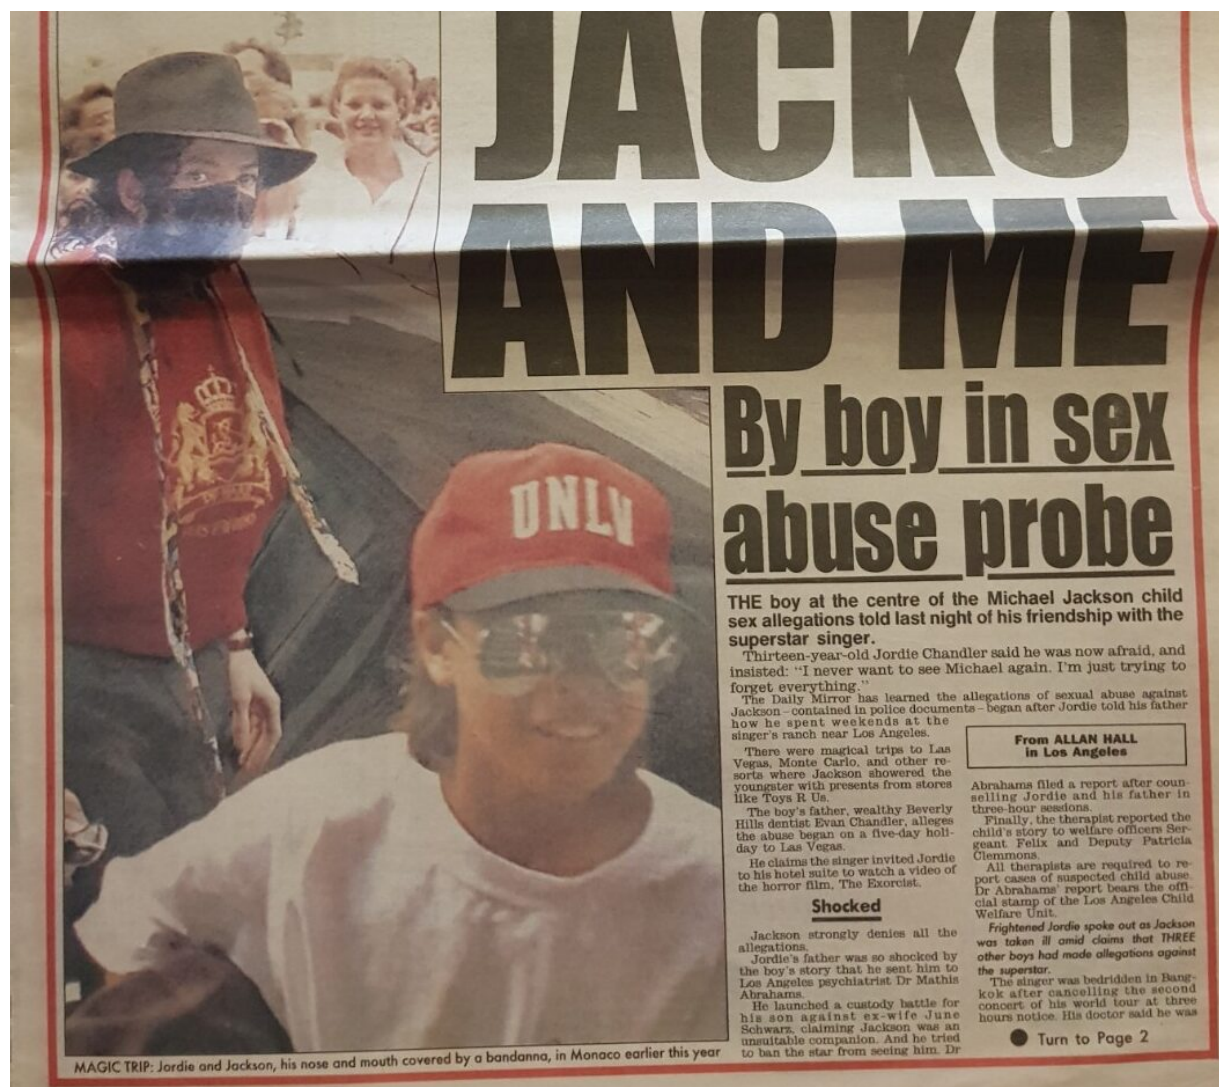 JACKO
AND ME
By boy in sex
abuse probe
UNLV
THE boy at the centre of the Michael Jackson child
sex allegations told last night of his friendship with the
superstar singer.
Thirteen-year-old Jordie Chandler said he was now afraid, and
insisted: “I never want to see Michael again. I'm just trying to
forget everything.”
The Daily Mirror has learned the allegations of sexual abuse against
Jackson – contained in police documents – began after Jordie told his father
how he spent weekends at the
singer's ranch near Los Angeles.
There were magical trips to Las
Vegas, Monte Carlo, and other re-
sorts where Jackson showered the
youngster with presents from stores
like Toys R Us.
The boy's father, wealthy Beverly
Hills dentist Evan Chandler, alleges
the abuse began on a five-day holi-
day to Las Vegas.
He claims the singer invited Jordie
to his hotel suite to watch a video of
the horror film, The Exorcist.
Shocked
Jackson strongly denies all the
allegations.
Jordie's father was so shocked by
the boy's story that he sent him to
Los Angeles psychiatrist Dr Mathis
Abrahams.
He launched a custody battle for
his son against ex-wife June
Schwarz, claiming Jackson was an
unsuitable companion. And he tried
to ban the star from seeing him. Dr
From ALLAN HALL
in Los Angeles
Abrahams filed a report after coun-
selling Jordie and his father in
three-hour sessions.
Finally, the therapist reported the
child's story to welfare officers Ser-
geant Felix and Deputy Patricia
Clemmons.
All therapists are required to re-
port cases of suspected child abuse.
Dr Abrahams' report bears the offi-
cial stamp of the Los Angeles Child
Welfare Unit.
Frightened Jordie spoke out as Jackson
was taken ill amid claims that THREE
other boys had made allegations against
the superstar.
The singer was bedridden in Bang-
kok after cancelling the second
concert of his world tour at three
hours notice. His doctor said he was
● Turn to Page 2
MAGIC TRIP: Jordie and Jackson, his nose and mouth covered by a bandanna, in Monaco earlier this year